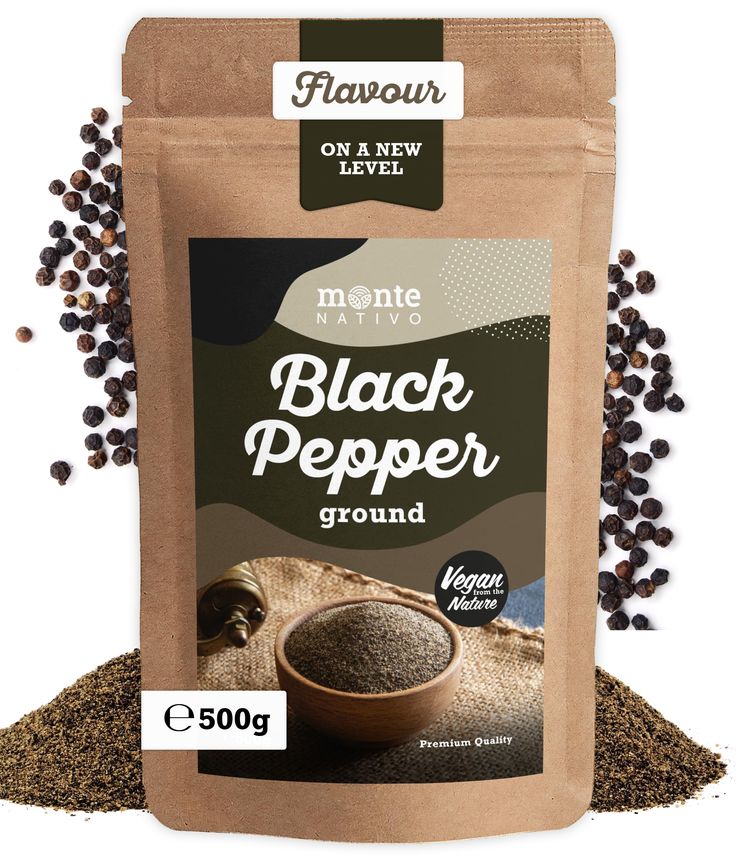 Flavour
ON A NEW
LEVEL
monte
NATIVO
Black
Pepper
ground
Vegan
from the
Nature
℮500g
Premium Quality